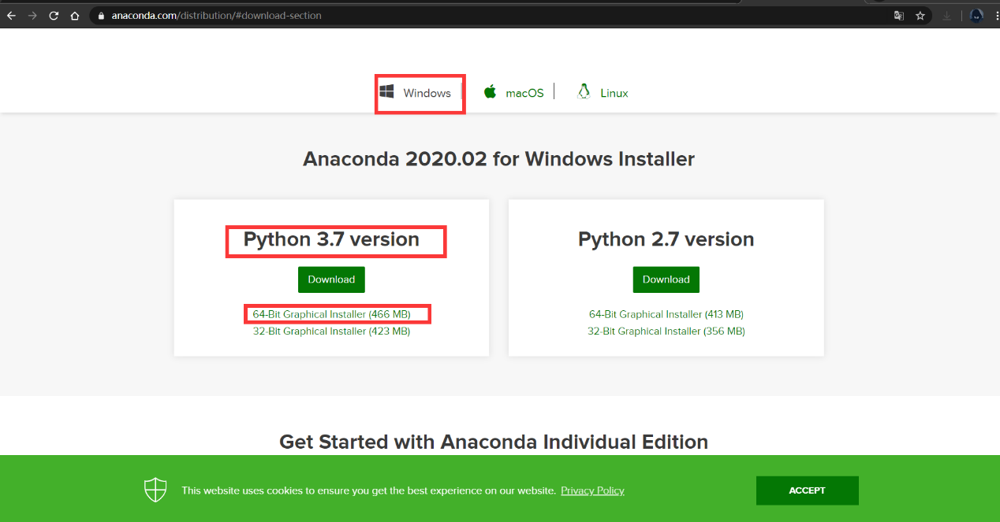 anaconda.com/distribution/#download-section
Windows
macOS
Linux
Anaconda 2020.02 for Windows Installer
Python 3.7 version
Download
64-Bit Graphical Installer (466 MB)
32-Bit Graphical Installer (423 MB)
Python 2.7 version
Download
64-Bit Graphical Installer (413 MB)
32-Bit Graphical Installer (356 MB)
Get Started with Anaconda Individual Edition
This website uses cookies to ensure you get the best experience on our website. Privacy Policy
ACCEPT